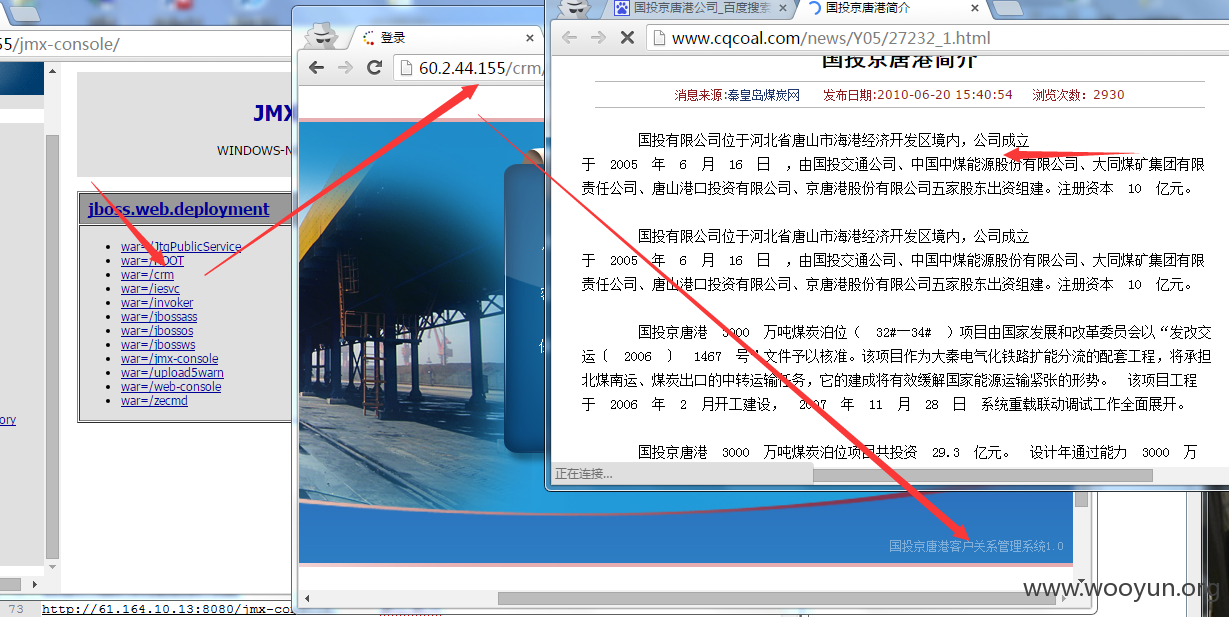 55/jmx-console/
JMX
WINDOWS-N
jboss.web.deployment
war=/JtgPublicService
war=/ROOT
war=/crm
war=/iesvc
war=/invoker
war=/jbossass
war=/jbossos
war=/jbossws
war=/jmx-console
war=/upload5warn
war=/web-console
war=/zecmd
ory
73 http://61.164.10.13:8080/jmx-co
登录
60.2.44.155/crm/
国投京唐港客户关系管理系统1.0
国投京唐港公司_百度搜索
国投京唐港简介
www.cqcoal.com/news/Y05/27232_1.html
国投京唐港简介
消息来源:秦皇岛煤炭网 发布日期:2010-06-20 15:40:54 浏览次数: 2930
国投有限公司位于河北省唐山市海港经济开发区境内，公司成立
于 2005 年 6 月 16 日 ，由国投交通公司、中国中煤能源股份有限公司、大同煤矿集团有限
责任公司、唐山港口投资有限公司、京唐港股份有限公司五家股东出资组建。注册资本 10 亿元。
国投有限公司位于河北省唐山市海港经济开发区境内，公司成立
于 2005 年 6 月 16 日 ，由国投交通公司、中国中煤能源股份有限公司、大同煤矿集团有限
责任公司、唐山港口投资有限公司、京唐港股份有限公司五家股东出资组建。注册资本 10 亿元。
国投京唐港 3000 万吨煤炭泊位（ 32#—34# ）项目由国家发展和改革委员会以“发改交
运〔 2006 〕 1467 号”文件予以核准。该项目作为大秦电气化铁路扩能分流的配套工程，将承担
北煤南运、煤炭出口的中转运输任务，它的建成将有效缓解国家能源运输紧张的形势。 该项目工程
于 2006 年 2 月开工建设， 2007 年 11 月 28 日 系统重载联动调试工作全面展开。
国投京唐港 3000 万吨煤炭泊位项目共投资 29.3 亿元。 设计年通过能力 3000 万
正在连接...
www.wooyun.org